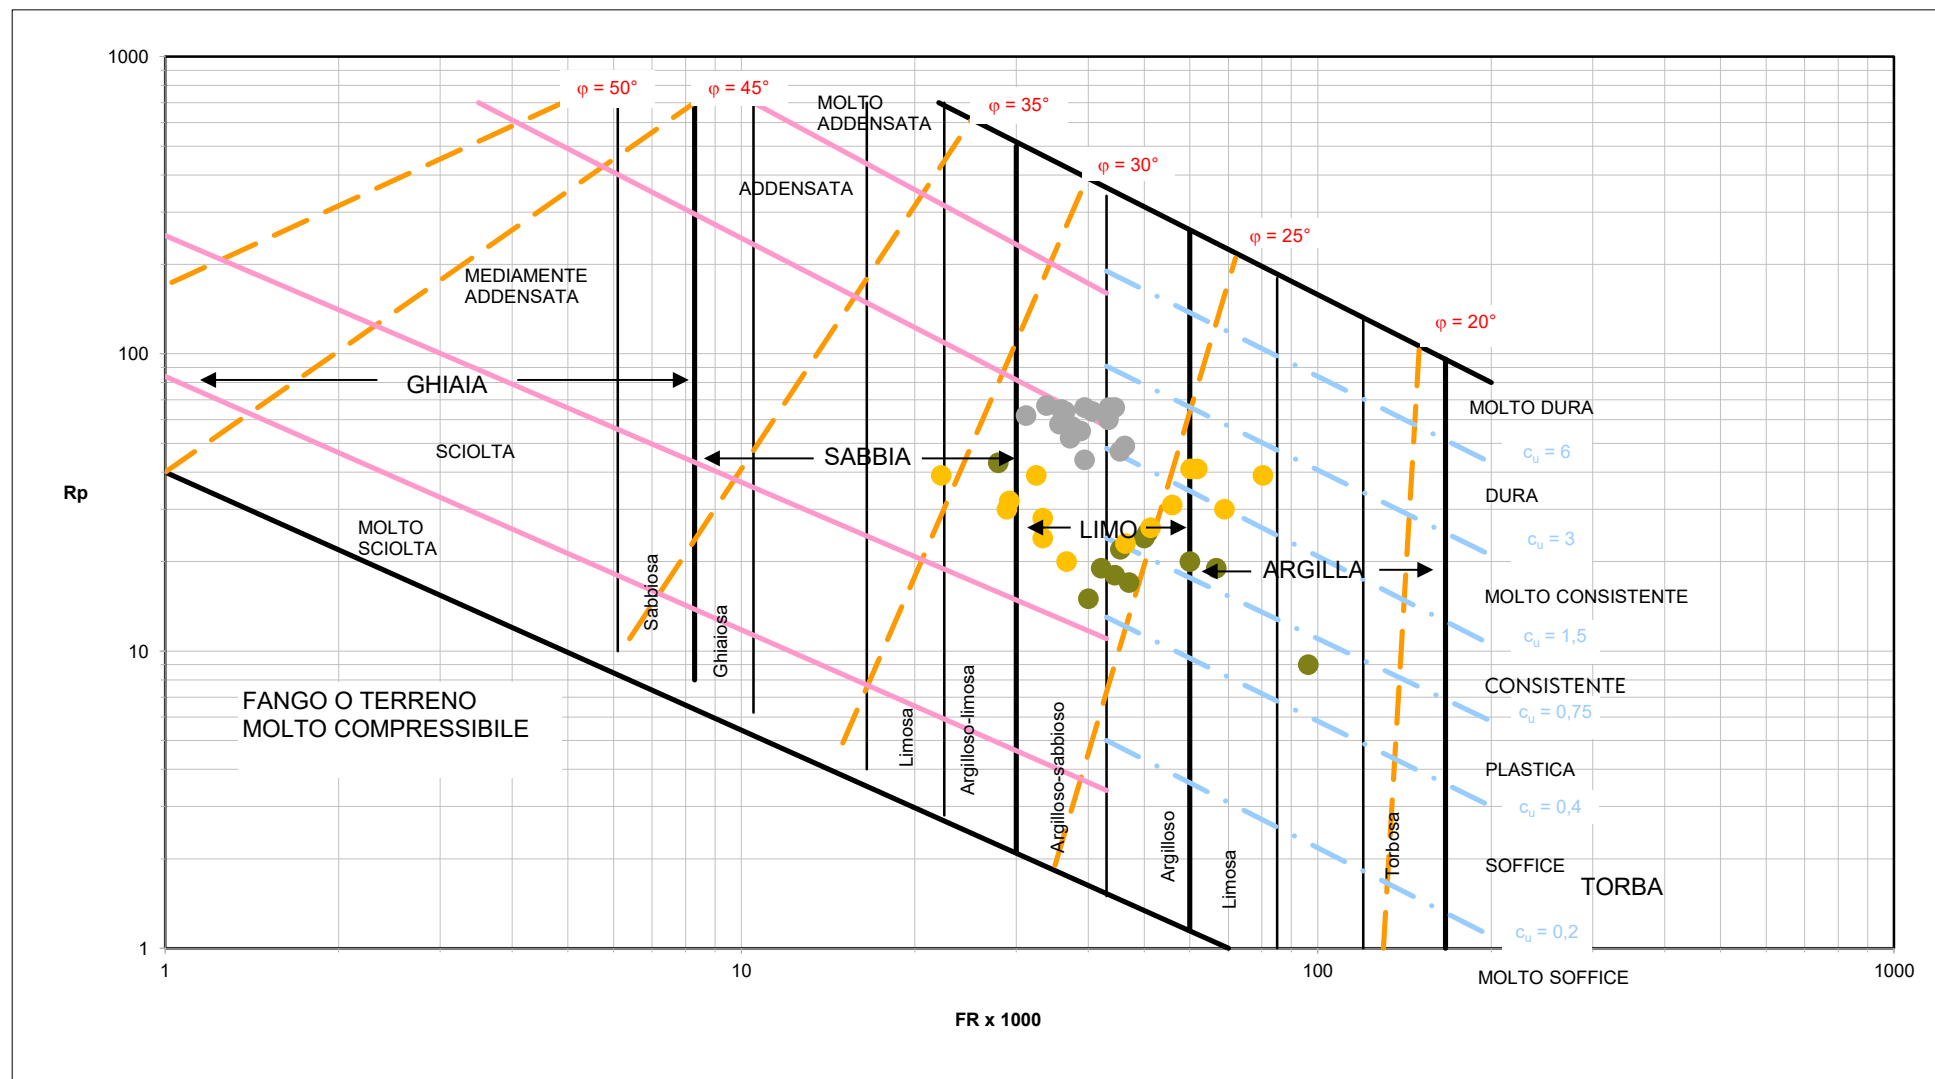 1000
φ = 50°
φ = 45°
MOLTO
ADDENSATA
φ = 35°
φ = 30°
ADDENSATA
φ = 25°
MEDIAMENTE
ADDENSATA
φ = 20°
100
GHIAIA
MOLTO DURA
SCIOLTA
SABBIA
cu = 6
Rp
DURA
MOLTO
SCIOLTA
LIMO
cu = 3
ARGILLA
Sabbiosa
Ghiaiosa
MOLTO CONSISTENTE
cu = 1,5
10
FANGO O TERRENO
MOLTO COMPRESSIBILE
Limosa
Argilloso-limosa
Argilloso-sabbioso
CONSISTENTE
cu = 0,75
PLASTICA
cu = 0,4
Argilloso
Limosa
Torbosa
SOFFICE
TORBA
cu = 0,2
1
1
10
100
1000
MOLTO SOFFICE
FR x 1000